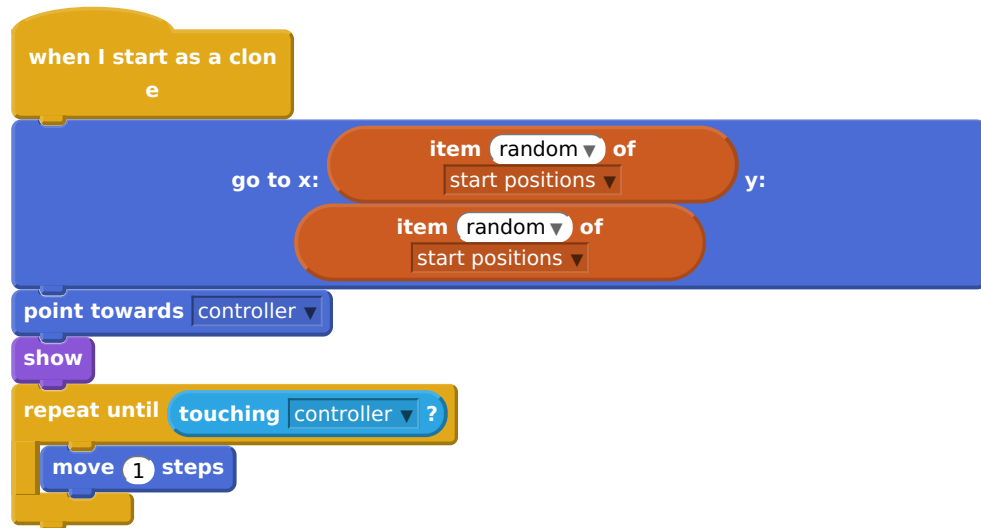 when I start as a clon
e
item random ▼ of
go to x: start positions ▼ y:
item random ▼ of
start positions ▼
point towards controller ▼
show
repeat until touching controller ▼ ?
move 1 steps